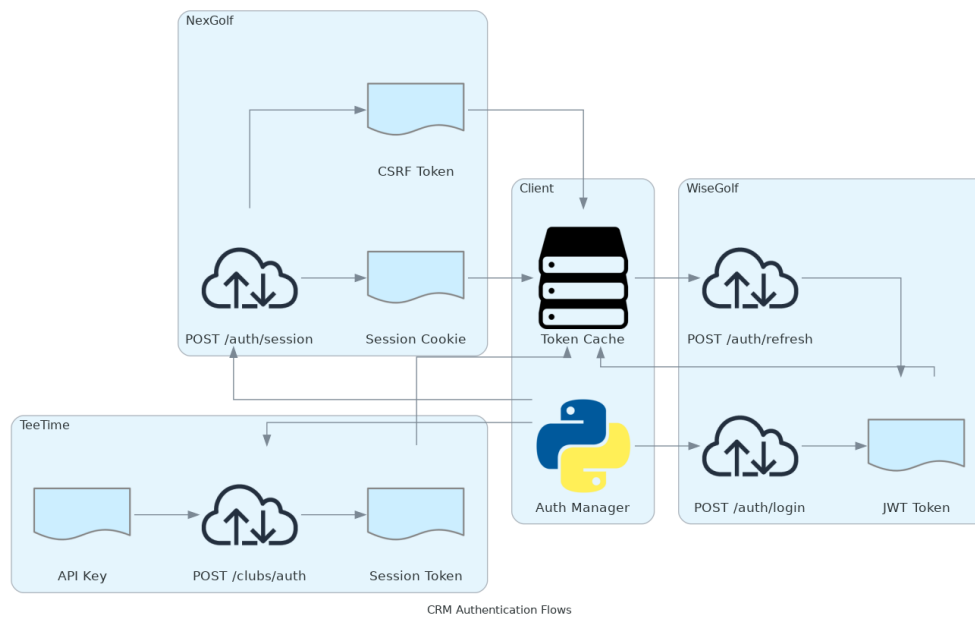 NexGolf
CSRF Token
POST /auth/session
Session Cookie
Client
Token Cache
Auth Manager
WiseGolf
POST /auth/refresh
POST /auth/login
JWT Token
TeeTime
API Key
POST /clubs/auth
Session Token
CRM Authentication Flows